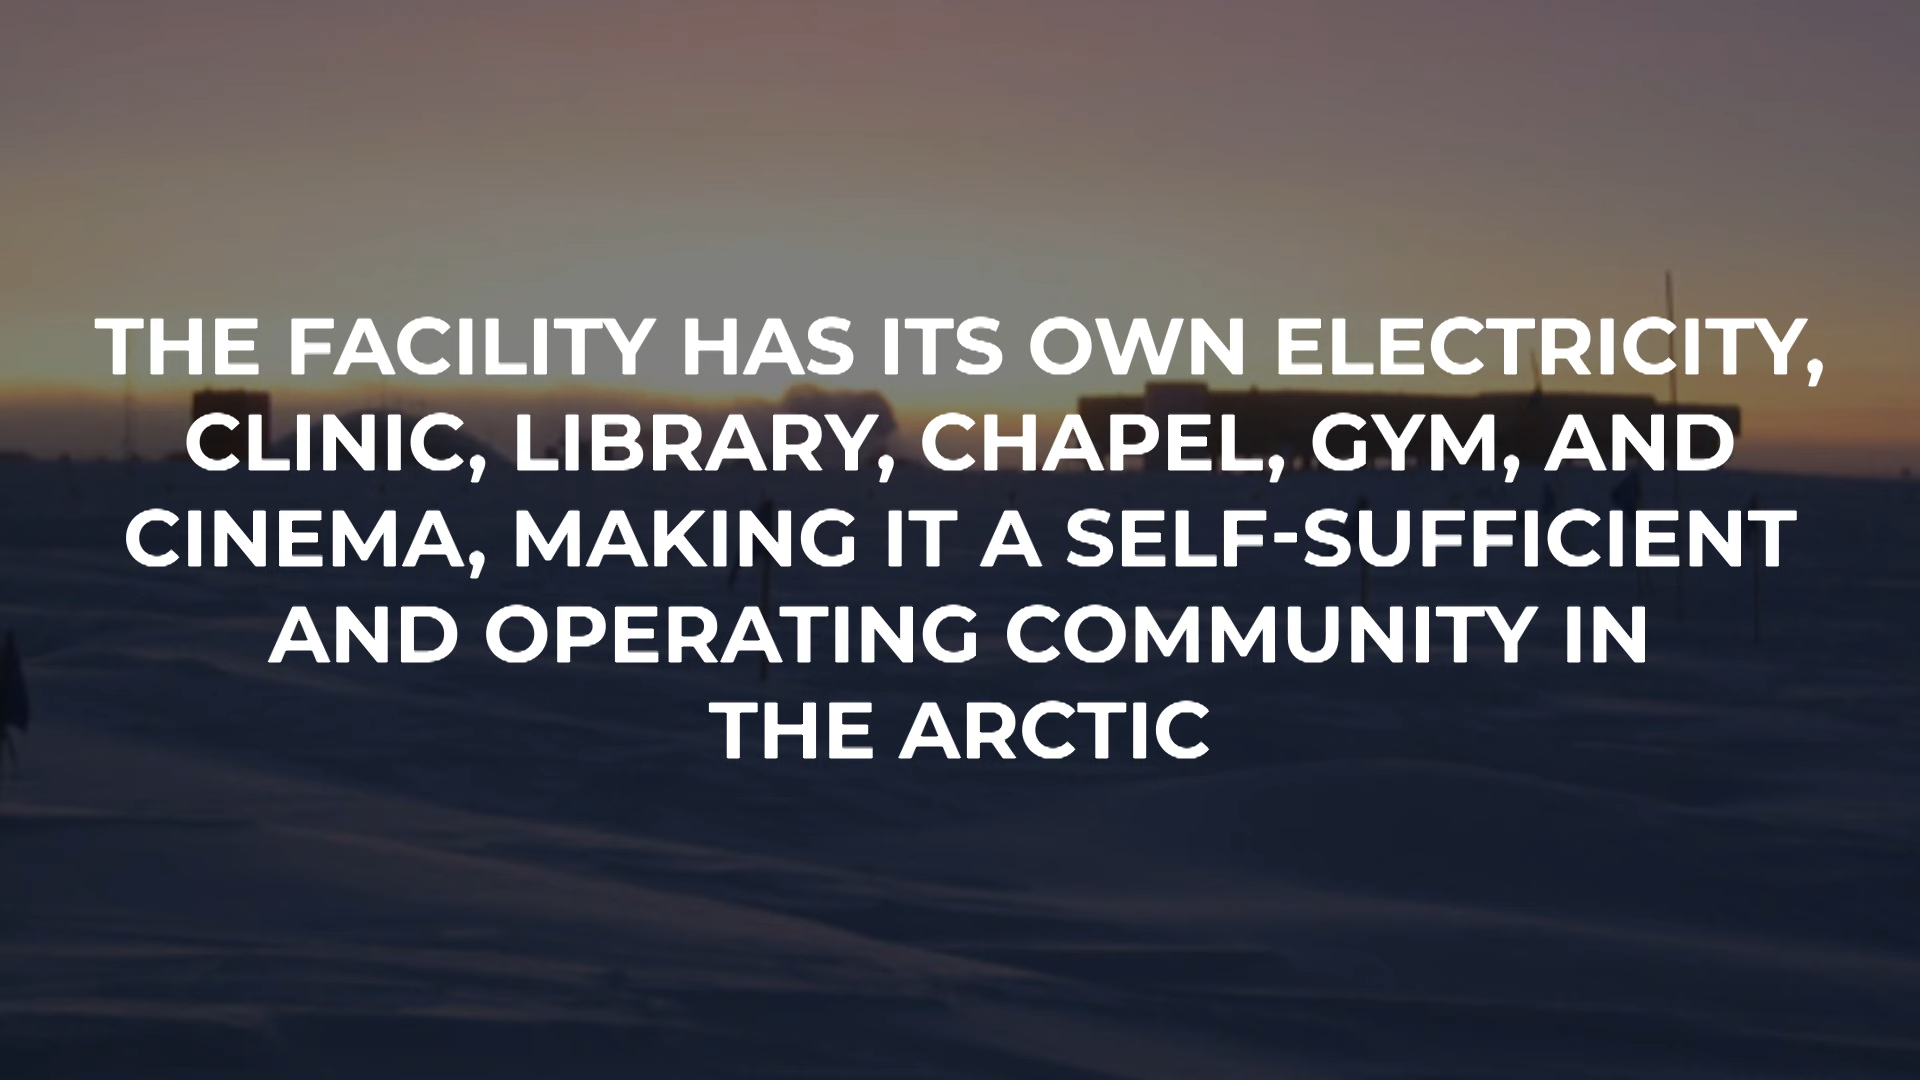 THE FACILITY HAS ITS OWN ELECTRICITY,
CLINIC, LIBRARY, CHAPEL, GYM, AND
CINEMA, MAKING IT A SELF-SUFFICIENT
AND OPERATING COMMUNITY IN
THE ARCTIC